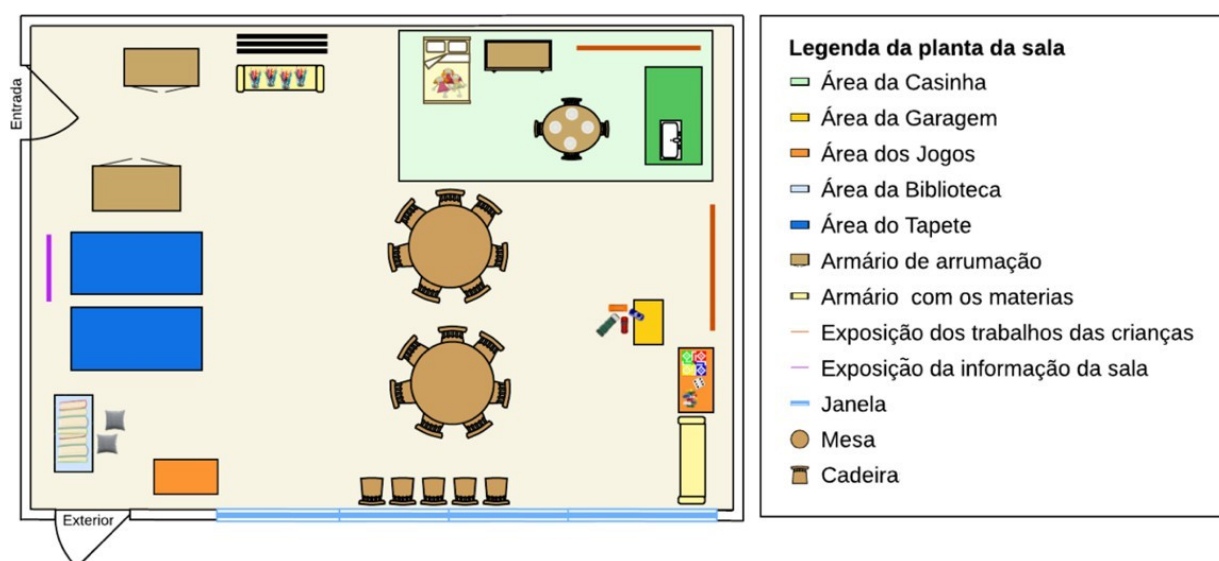 Entrada
Exterior
Legenda da planta da sala
Área da Casinha
Área da Garagem
Área dos Jogos
Área da Biblioteca
Área do Tapete
Armário de arrumação
Armário com os materias
Exposição dos trabalhos das crianças
Exposição da informação da sala
Janela
Mesa
Cadeira